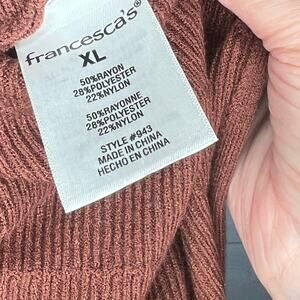 francesca's®
XL
50%RAYON
28%POLYESTER
22%NYLON
50%RAYONNE
28%POLYESTER
22%NYLON
STYLE #943
MADE IN CHINA
HECHO EN CHINA